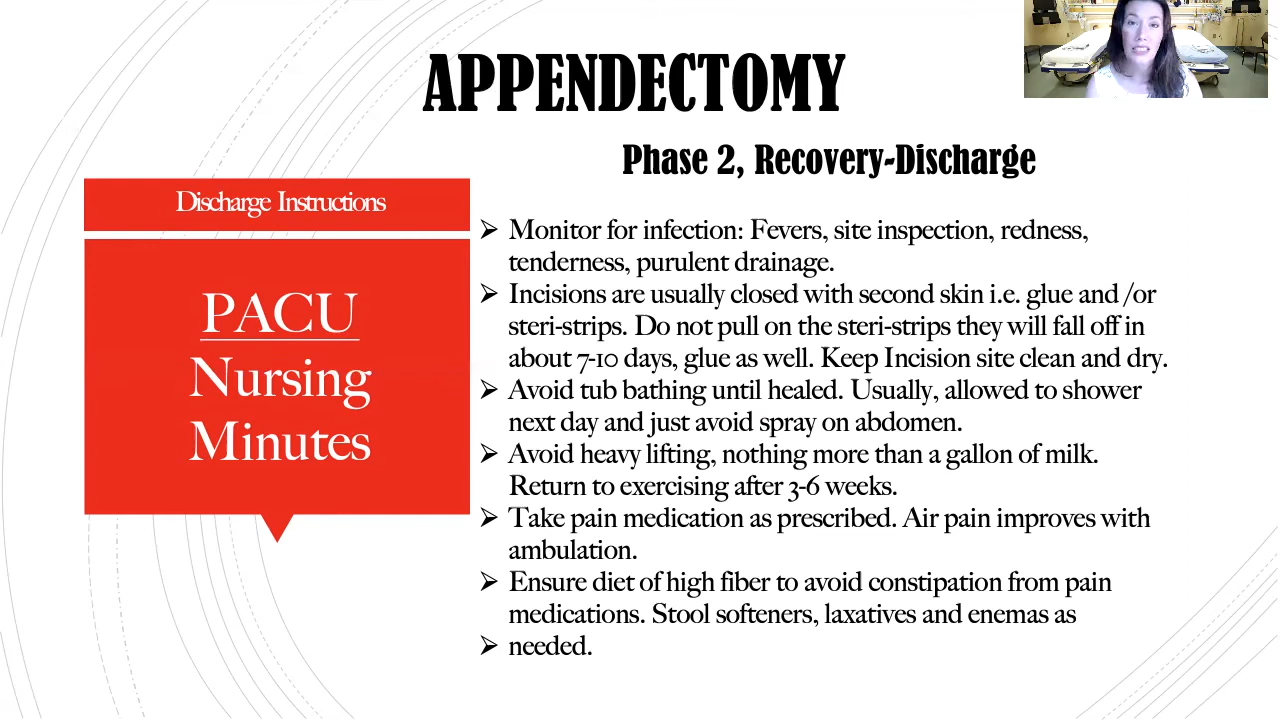 APPENDECTOMY
Phase 2, Recovery-Discharge
Discharge Instructions
PACU
Nursing
Minutes
➢ Monitor for infection: Fevers, site inspection, redness,
tenderness, purulent drainage.
➢ Incisions are usually closed with second skin i.e. glue and /or
steri-strips. Do not pull on the steri-strips they will fall off in
about 7-10 days, glue as well. Keep Incision site clean and dry.
➢ Avoid tub bathing until healed. Usually, allowed to shower
next day and just avoid spray on abdomen.
➢ Avoid heavy lifting, nothing more than a gallon of milk.
Return to exercising after 3-6 weeks.
➢ Take pain medication as prescribed. Air pain improves with
ambulation.
➢ Ensure diet of high fiber to avoid constipation from pain
medications. Stool softeners, laxatives and enemas as
➢ needed.